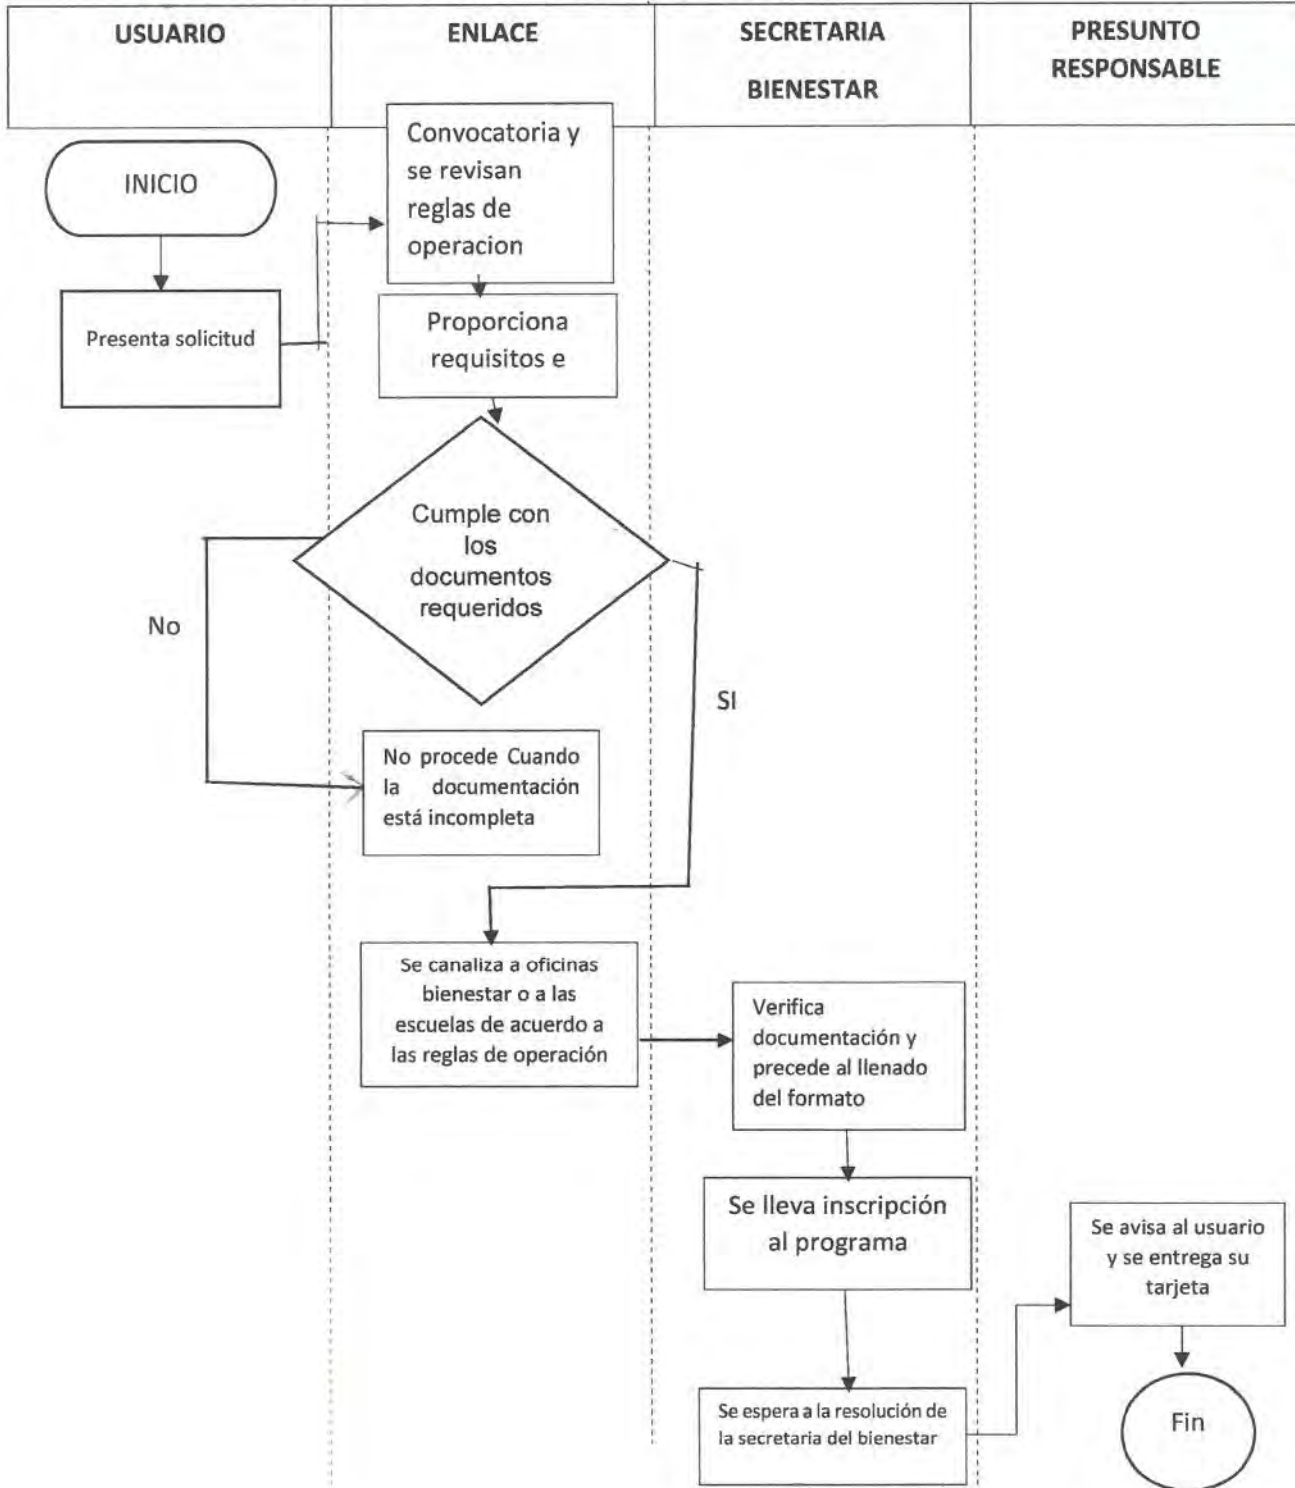 USUARIO
ENLACE
SECRETARIA
BIENESTAR
PRESUNTO
RESPONSABLE
INICIO
Presenta solicitud
Convocatoria y
se revisan
reglas de
operacion
Proporciona
requisitos e
Cumple con
los
documentos
requeridos
No
SI
No procede Cuando
la documentación
está incompleta
Se canaliza a oficinas
bienestar o a las
escuelas de acuerdo a
las reglas de operación
Verifica
documentación y
precede al llenado
del formato
Se lleva inscripción
al programa
Se espera a la resolución de
la secretaria del bienestar
Se avisa al usuario
y se entrega su
tarjeta
Fin